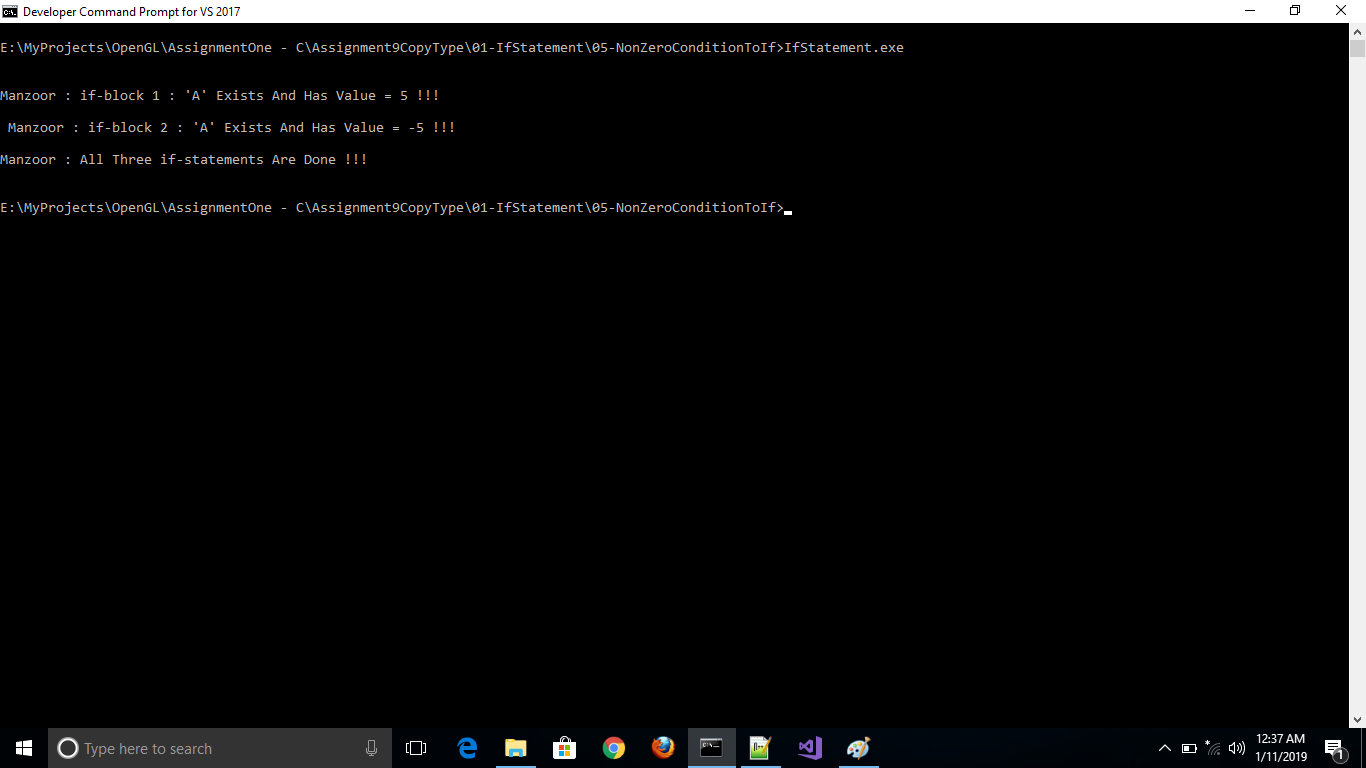 Developer Command Prompt for VS 2017
E:\MyProjects\OpenGL\AssignmentOne - C\Assignment9CopyType\01-IfStatement\05-NonZeroConditionToIf>IfStatement.exe
Manzoor : if-block 1 : 'A' Exists And Has Value = 5 !!!
Manzoor : if-block 2 : 'A' Exists And Has Value = -5 !!!
Manzoor : All Three if-statements Are Done !!!
E:\MyProjects\OpenGL\AssignmentOne - C\Assignment9CopyType\01-IfStatement\05-NonZeroConditionToIf>
Type here to search
12:37 AM
1/11/2019
1